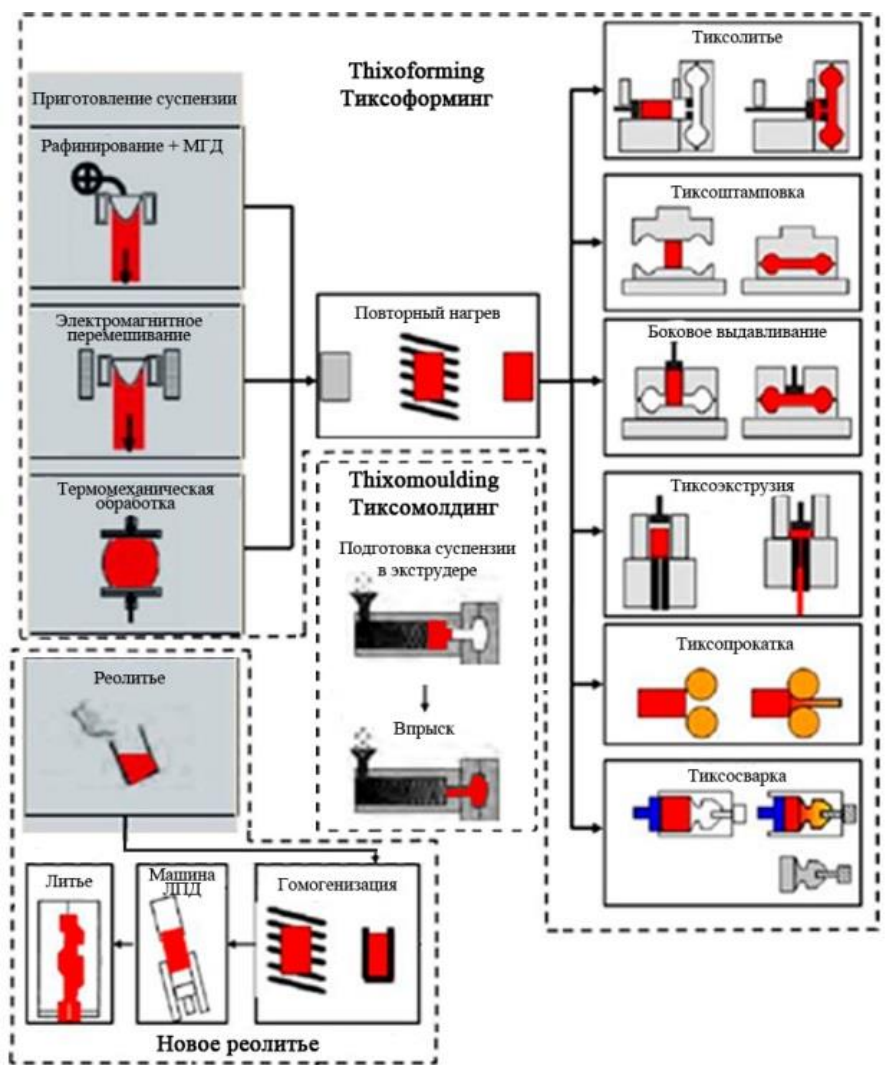 Thixoforming
Тиксоформинг
Приготовление суспензии
Рафинирование + МГД
Электромагнитное
перемешивание
Термомеханическая
обработка
Повторный нагрев
Тиксолитье
Тиксоштамповка
Боковое выдавливание
Тиксоэкструзия
Тиксопрокатка
Тиксосварка
Thixomoulding
Тиксомолдинг
Подготовка суспензии
в экструдере
Впрыск
Реолитье
Литье
Машина
ЛПД
Гомогенизация
Новое реолитье